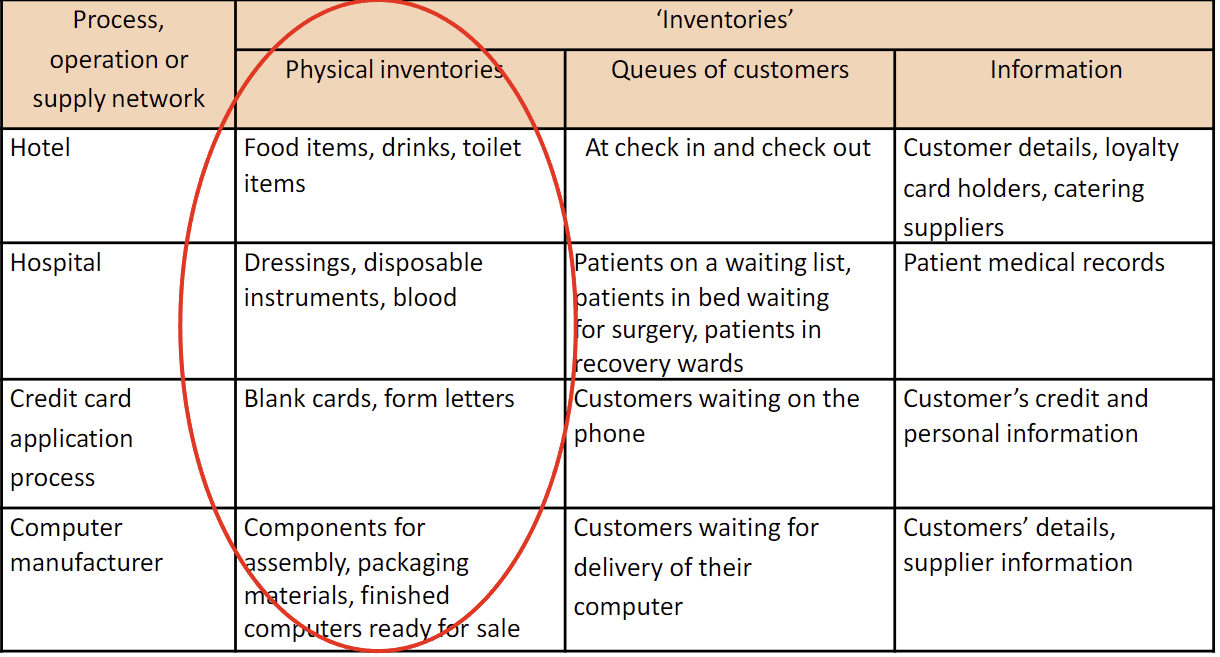 Process,
operation or
supply network
‘Inventories’
Physical inventories
Queues of customers
Information
Hotel
Food items, drinks, toilet
items
At check in and check out
Customer details, loyalty
card holders, catering
suppliers
Hospital
Dressings, disposable
instruments, blood
Patients on a waiting list,
patients in bed waiting
for surgery, patients in
recovery wards
Patient medical records
Credit card
application
process
Blank cards, form letters
Customers waiting on the
phone
Customer’s credit and
personal information
Computer
manufacturer
Components for
assembly, packaging
materials, finished
computers ready for sale
Customers waiting for
delivery of their
computer
Customers’ details,
supplier information